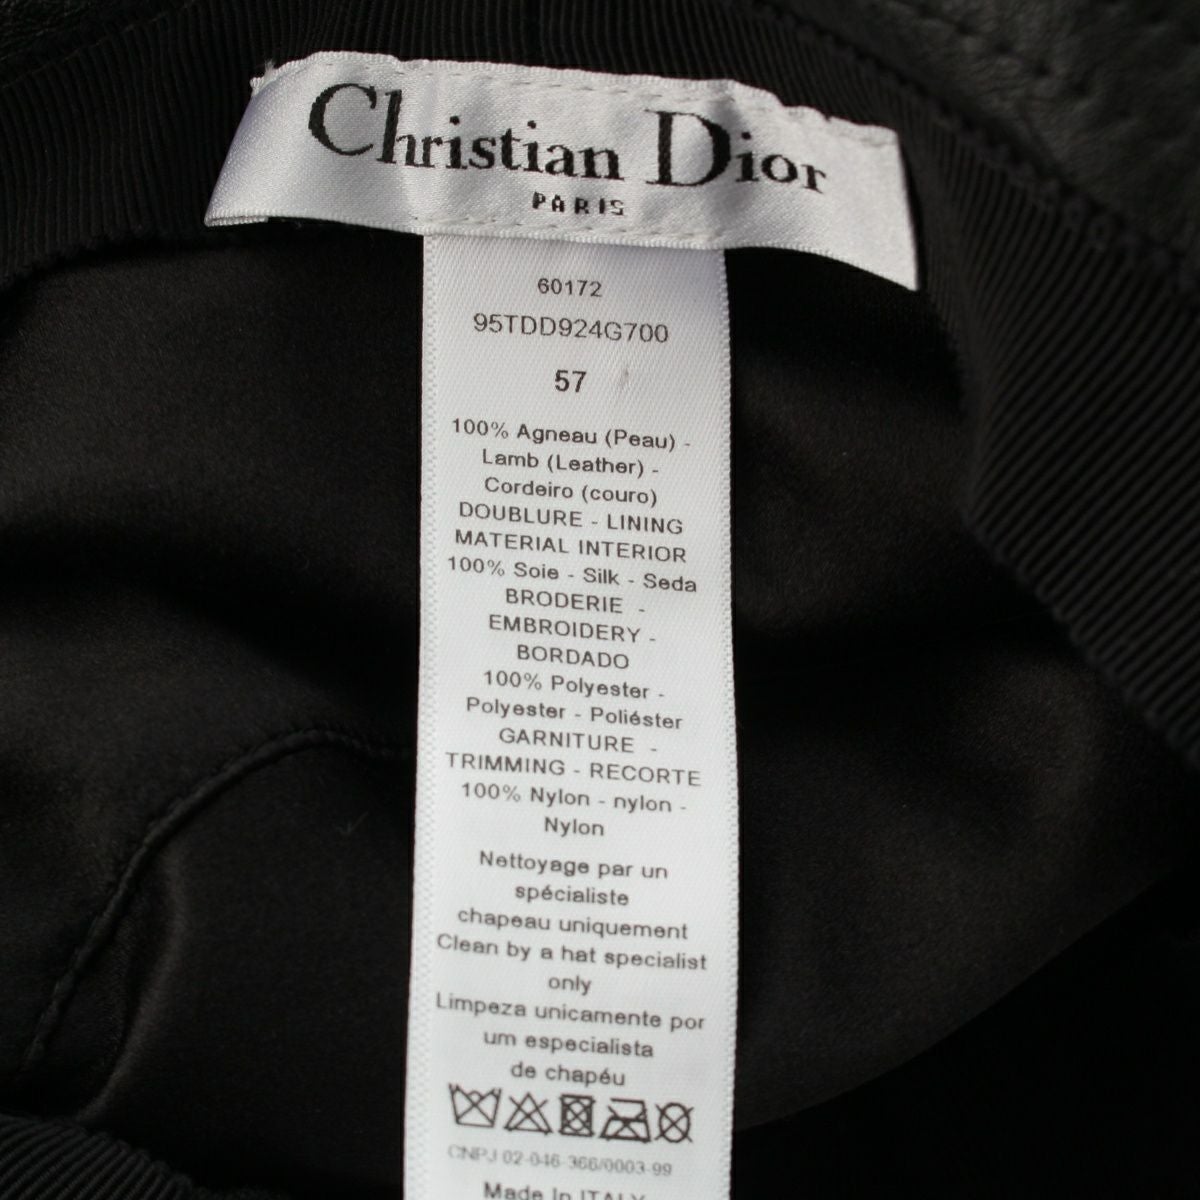 Christian Dior
PARIS
60172
95TDD924G700
57
100% Agneau (Peau) -
Lamb (Leather) -
Cordeiro (couro)
DOUBLURE - LINING
MATERIAL INTERIOR
100% Soie - Silk - Seda
BRODERIE -
EMBROIDERY -
BORDADO
100% Polyester -
Polyester - Poliéster
GARNITURE -
TRIMMING - RECORTE
100% Nylon - nylon -
Nylon
Nettoyage par un
spécialiste
chapeau uniquement
Clean by a hat specialist
only
Limpeza unicamente por
um especialista
de chapéu
CNPJ 02-046-366/0003-99
Made In ITALY